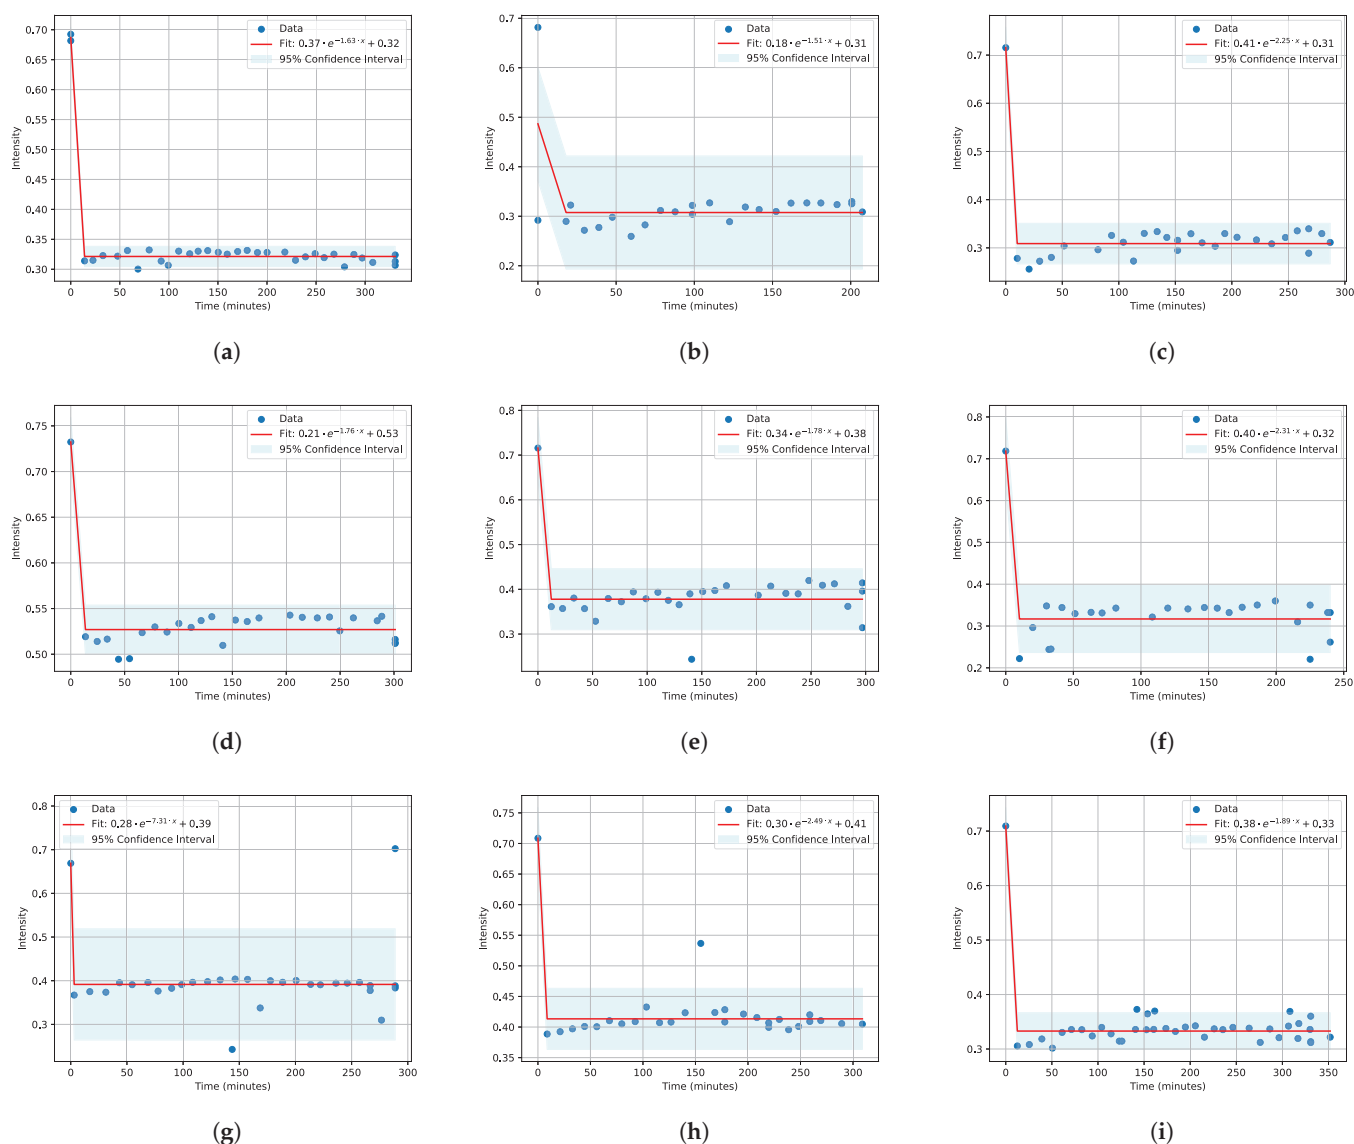 Data
Fit: 0.37 · e^{-1.63·x} + 0.32
95% Confidence Interval
0.70
0.65
0.60
0.55
0.50
0.45
0.40
0.35
0.30
Intensity
0 50 100 150 200 250 300
Time (minutes)
(a)
Data
Fit: 0.18 · e^{-1.51·x} + 0.31
95% Confidence Interval
0.7
0.6
0.5
0.4
0.3
0.2
Intensity
0 50 100 150 200
Time (minutes)
(b)
Data
Fit: 0.41 · e^{-2.25·x} + 0.31
95% Confidence Interval
0.7
0.6
0.5
0.4
0.3
Intensity
0 50 100 150 200 250 300
Time (minutes)
(c)
Data
Fit: 0.21 · e^{-1.76·x} + 0.53
95% Confidence Interval
0.75
0.70
0.65
0.60
0.55
0.50
Intensity
0 50 100 150 200 250 300
Time (minutes)
(d)
Data
Fit: 0.34 · e^{-1.78·x} + 0.38
95% Confidence Interval
0.8
0.7
0.6
0.5
0.4
0.3
Intensity
0 50 100 150 200 250 300
Time (minutes)
(e)
Data
Fit: 0.40 · e^{-2.31·x} + 0.32
95% Confidence Interval
0.8
0.7
0.6
0.5
0.4
0.3
0.2
Intensity
0 50 100 150 200 250
Time (minutes)
(f)
Data
Fit: 0.28 · e^{-7.31·x} + 0.39
95% Confidence Interval
0.8
0.7
0.6
0.5
0.4
0.3
Intensity
0 50 100 150 200 250 300
Time (minutes)
(g)
Data
Fit: 0.30 · e^{-2.49·x} + 0.41
95% Confidence Interval
0.75
0.70
0.65
0.60
0.55
0.50
0.45
0.40
0.35
Intensity
0 50 100 150 200 250 300
Time (minutes)
(h)
Data
Fit: 0.38 · e^{-1.89·x} + 0.33
95% Confidence Interval
0.7
0.6
0.5
0.4
0.3
Intensity
0 50 100 150 200 250 300 350
Time (minutes)
(i)